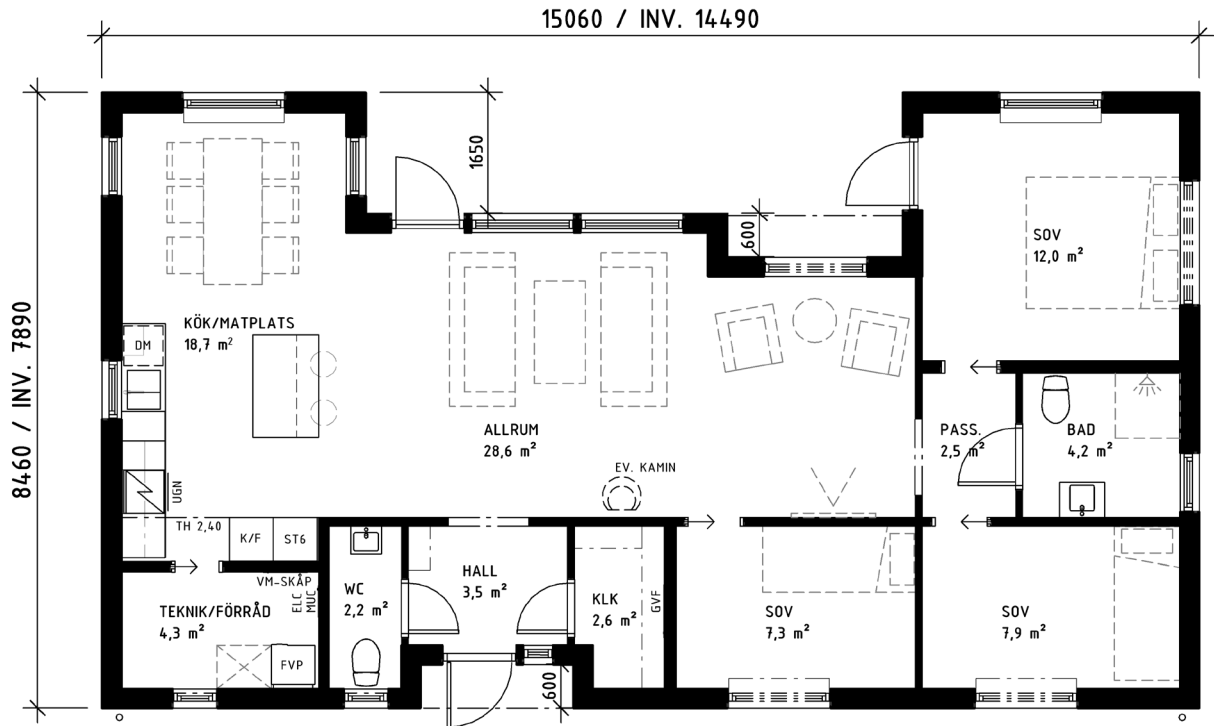 15060 / INV. 14490
8460 / INV. 7890
1650
600
SOV
12,0 m²
KÖK/MATPLATS
18,7 m²
DM
ALLRUM
28,6 m²
PASS.
2,5 m²
BAD
4,2 m²
EV. KAMIN
UGN
TH 2,40
K/F
ST6
VM-SKÅP
ELC
MUC
TEKNIK/FÖRRÅD
4,3 m²
FVP
WC
2,2 m²
HALL
3,5 m²
KLK
2,6 m²
GVF
SOV
7,3 m²
SOV
7,9 m²
600